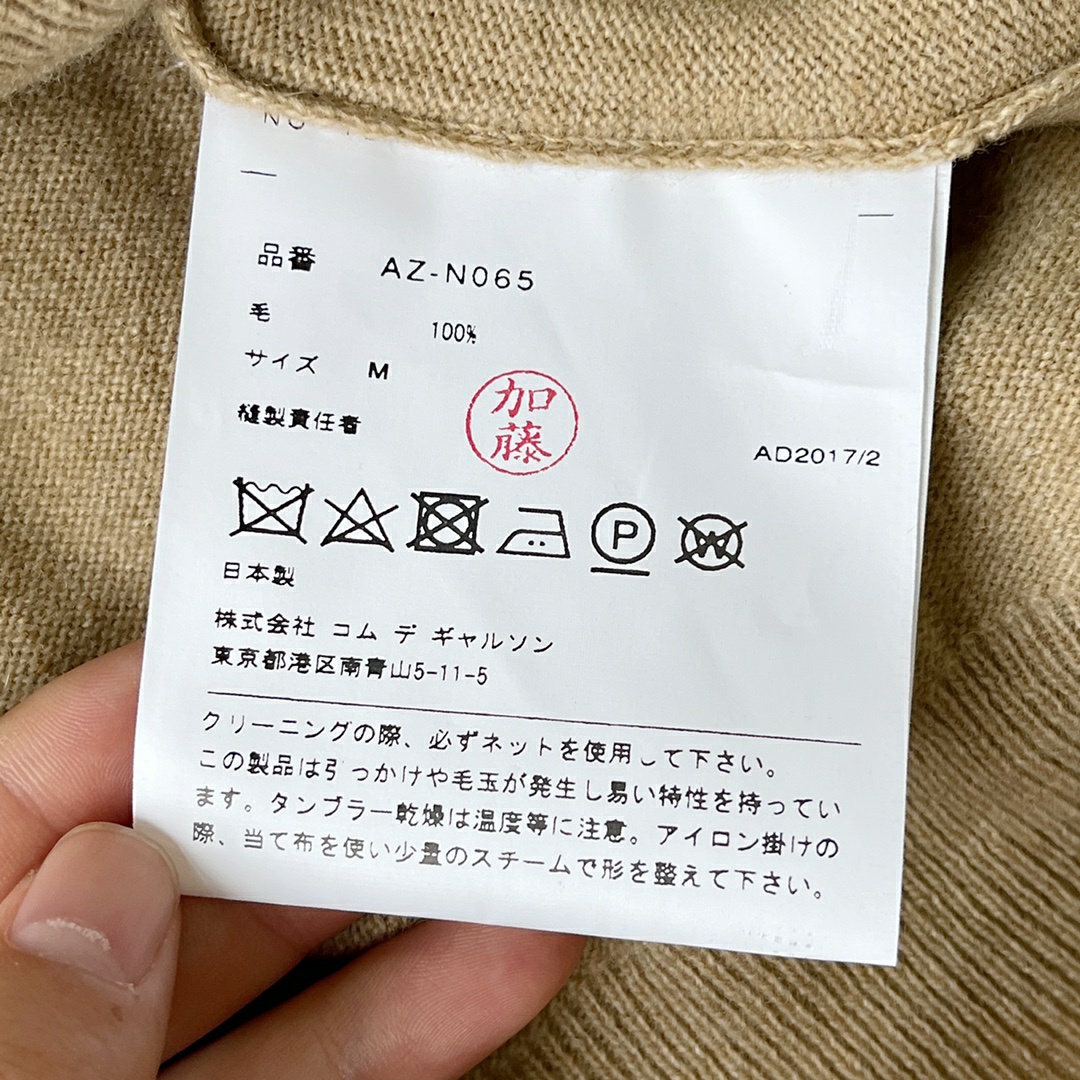 品番 AZ-N065
毛 100%
サイズ M
縫製責任者
加
藤
AD2017/2
P
W
日本製
株式会社 コム デ ギャルソン
東京都港区南青山5-11-5
クリーニングの際、必ずネットを使用して下さい。
この製品は引っかけや毛玉が発生し易い特性を持ってい
ます。タンブラー乾燥は温度等に注意。アイロン掛けの
際、当て布を使い少量のスチームで形を整えて下さい。